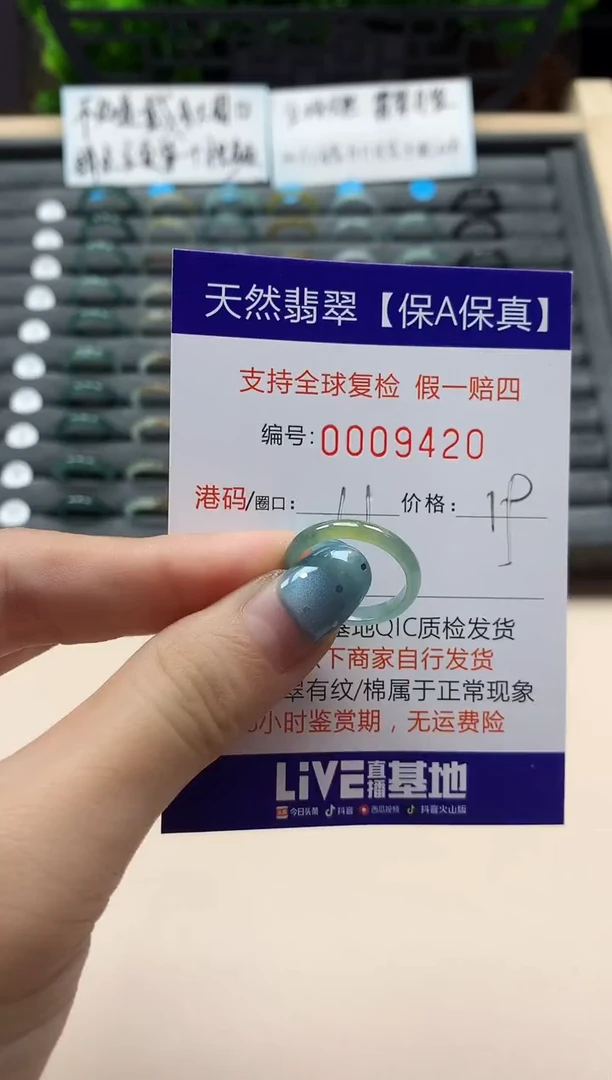 天然翡翠【保A保真】
支持全球复检 假一赔四
编号:0009420
港码/圈口: 11 价格: 1P
基地QIC质检发货
下商家自行发货
翠有纹/棉属于正常现象
小时鉴赏期，无运费险
LiVE直播基地
今日头条 抖音 西瓜视频 抖音火山版